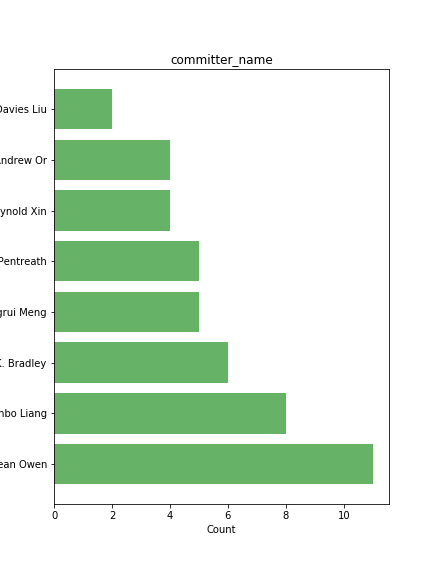 committer_name
Davies Liu
Andrew Or
ynold Xin
Pentreath
grui Meng
K. Bradley
nbo Liang
ean Owen
0 2 4 6 8 10
Count